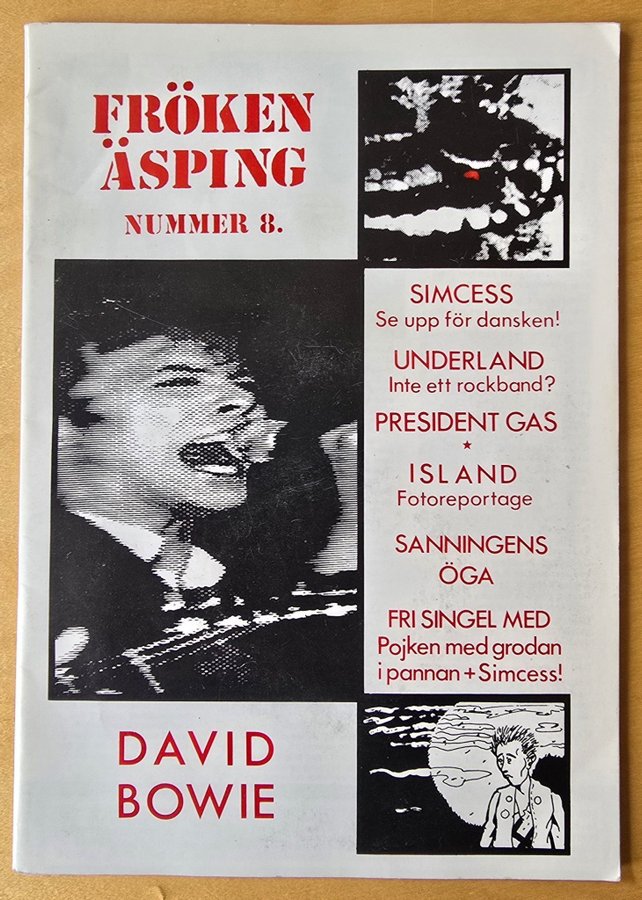 FRÖKEN
ÄSPING
NUMMER 8.
SIMCESS
Se upp för dansken!
UNDERLAND
Inte ett rockband?
PRESIDENT GAS
★
ISLAND
Fotoreportage
SANNINGENS
ÖGA
FRI SINGEL MED
Pojken med grodan
i pannan + Simcess!
DAVID
BOWIE